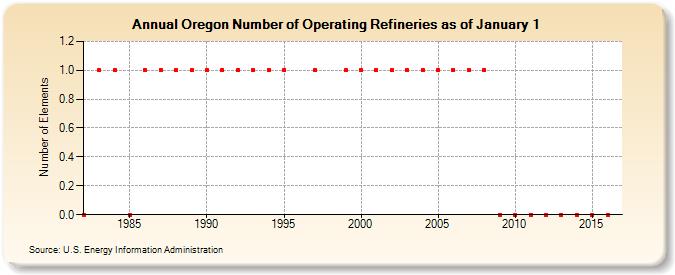 Annual Oregon Number of Operating Refineries as of January 1
Number of Elements
1.2
1.0
0.8
0.6
0.4
0.2
0.0
1985 1990 1995 2000 2005 2010 2015
Source: U.S. Energy Information Administration